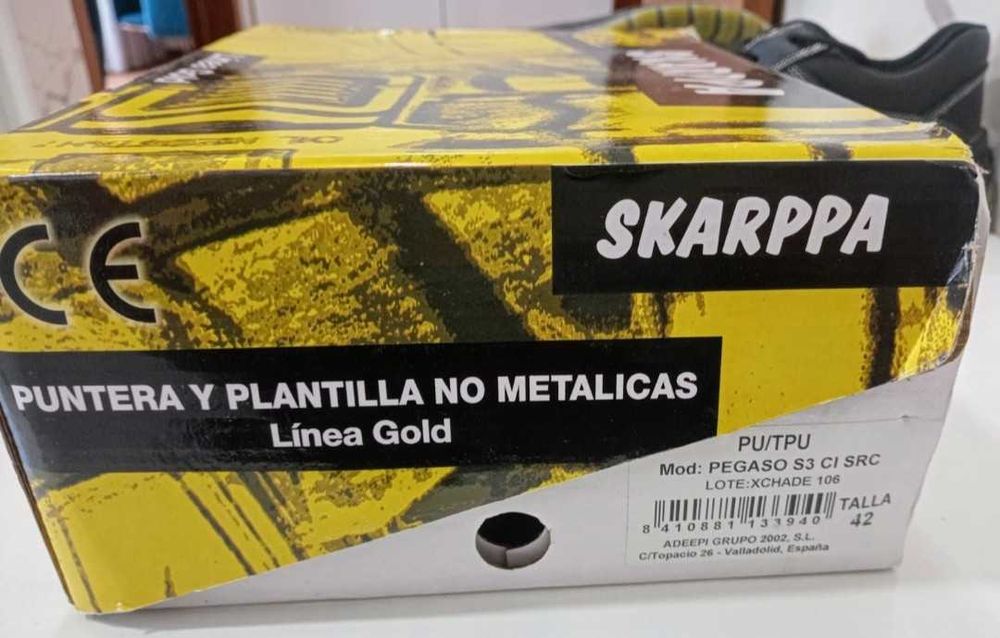 SKARPPA
SKARPPA
CE
PUNTERA Y PLANTILLA NO METALICAS
Línea Gold
PU/TPU
Mod: PEGASO S3 CI SRC
LOTE:XCHADE 106
8 410881 133940
TALLA
42
ADEEPI GRUPO 2002, S.L.
C/Topacio 26 - Valladolid, España